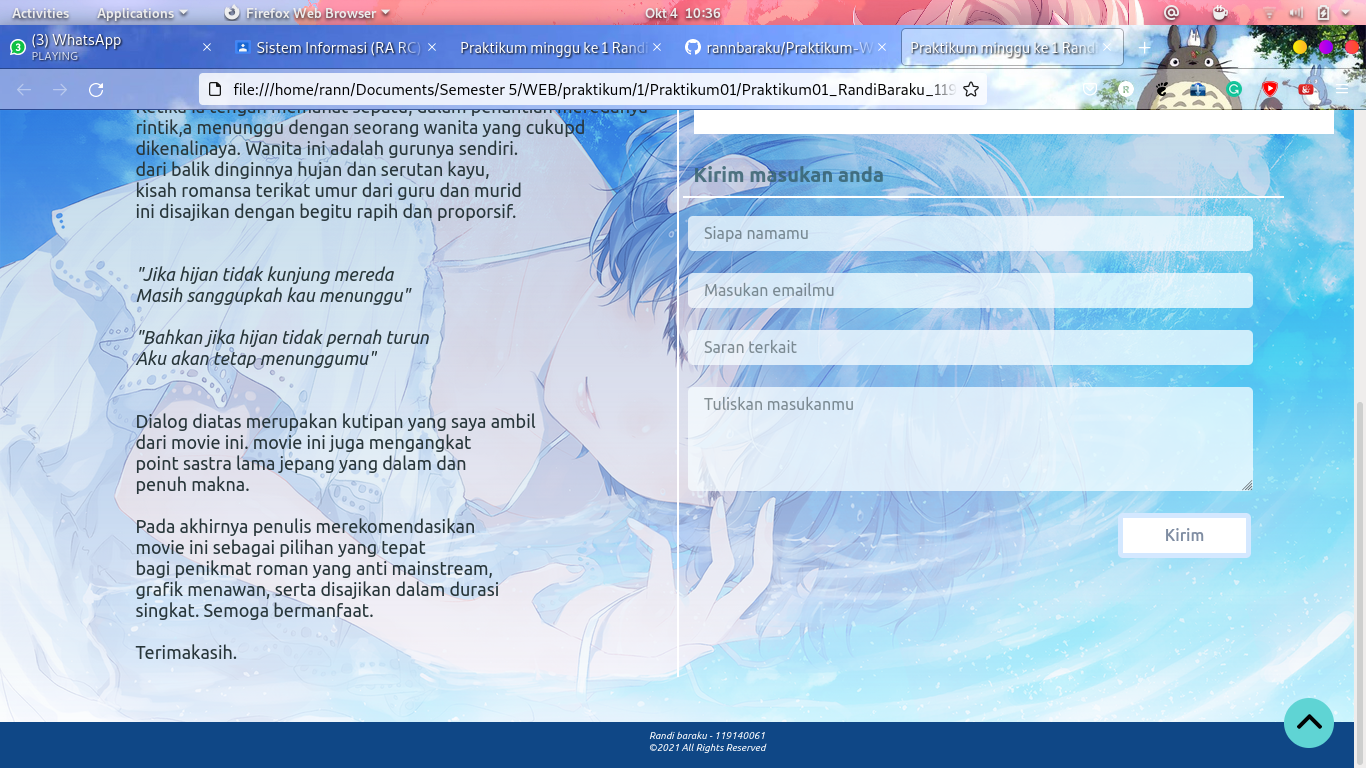 Activities Applications Firefox Web Browser Okt 4 10:36
3 (3) WhatsApp
PLAYING
Sistem Informasi (RA RC)
Praktikum minggu ke 1 Rand
rannbaraku/Praktikum-W
Praktikum minggu ke 1 Rand
file:///home/rann/Documents/Semester 5/WEB/praktikum/1/Praktikum01/Praktikum01_RandiBaraku_119
rintik,a menunggu dengan seorang wanita yang cukupd
dikenalinaya. Wanita ini adalah gurunya sendiri.
dari balik dinginnya hujan dan serutan kayu,
kisah romansa terikat umur dari guru dan murid
ini disajikan dengan begitu rapih dan proporsif.
"Jika hijan tidak kunjung mereda
Masih sanggupkah kau menunggu"
"Bahkan jika hijan tidak pernah turun
Aku akan tetap menunggumu"
Dialog diatas merupakan kutipan yang saya ambil
dari movie ini. movie ini juga mengangkat
point sastra lama jepang yang dalam dan
penuh makna.
Pada akhirnya penulis merekomendasikan
movie ini sebagai pilihan yang tepat
bagi penikmat roman yang anti mainstream,
grafik menawan, serta disajikan dalam durasi
singkat. Semoga bermanfaat.
Terimakasih.
Kirim masukan anda
Siapa namamu
Masukan emailmu
Saran terkait
Tuliskan masukanmu
Kirim
Randi baraku - 119140061
©2021 All Rights Reserved